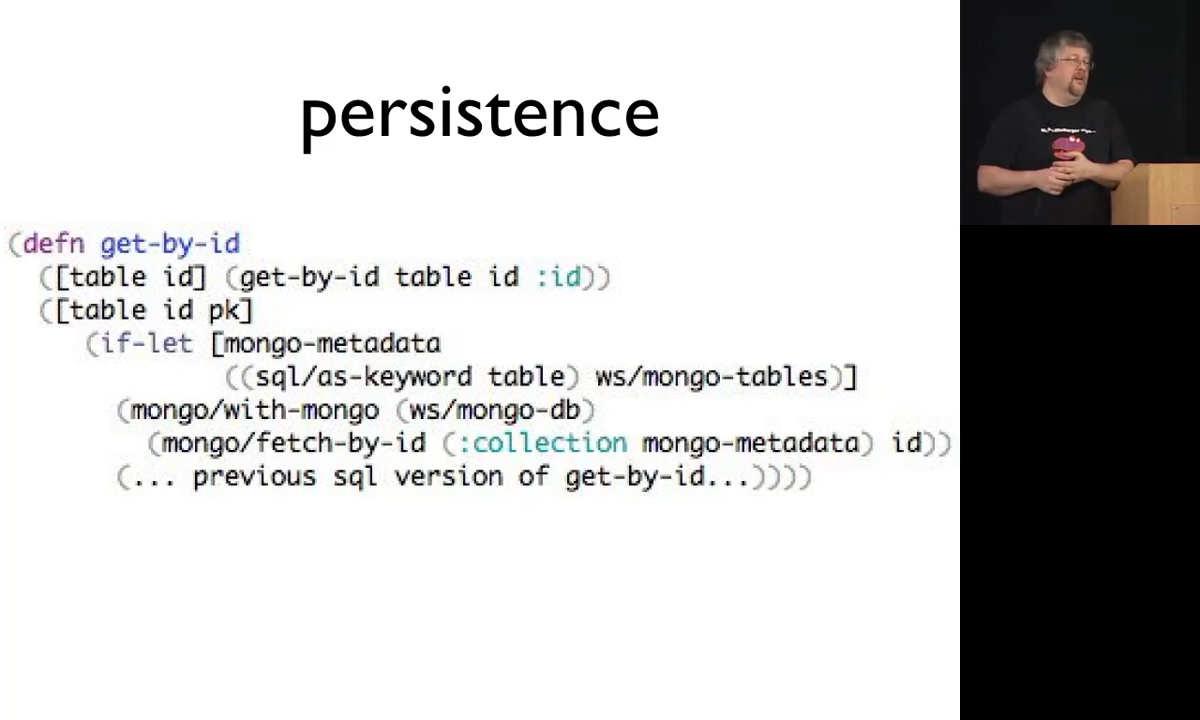 persistence
(defn get-by-id
([table id] (get-by-id table id :id))
([table id pk]
(if-let [mongo-metadata
((sql/as-keyword table) ws/mongo-tables)]
(mongo/with-mongo (ws/mongo-db)
(mongo/fetch-by-id (:collection mongo-metadata) id))
(... previous sql version of get-by-id...))))